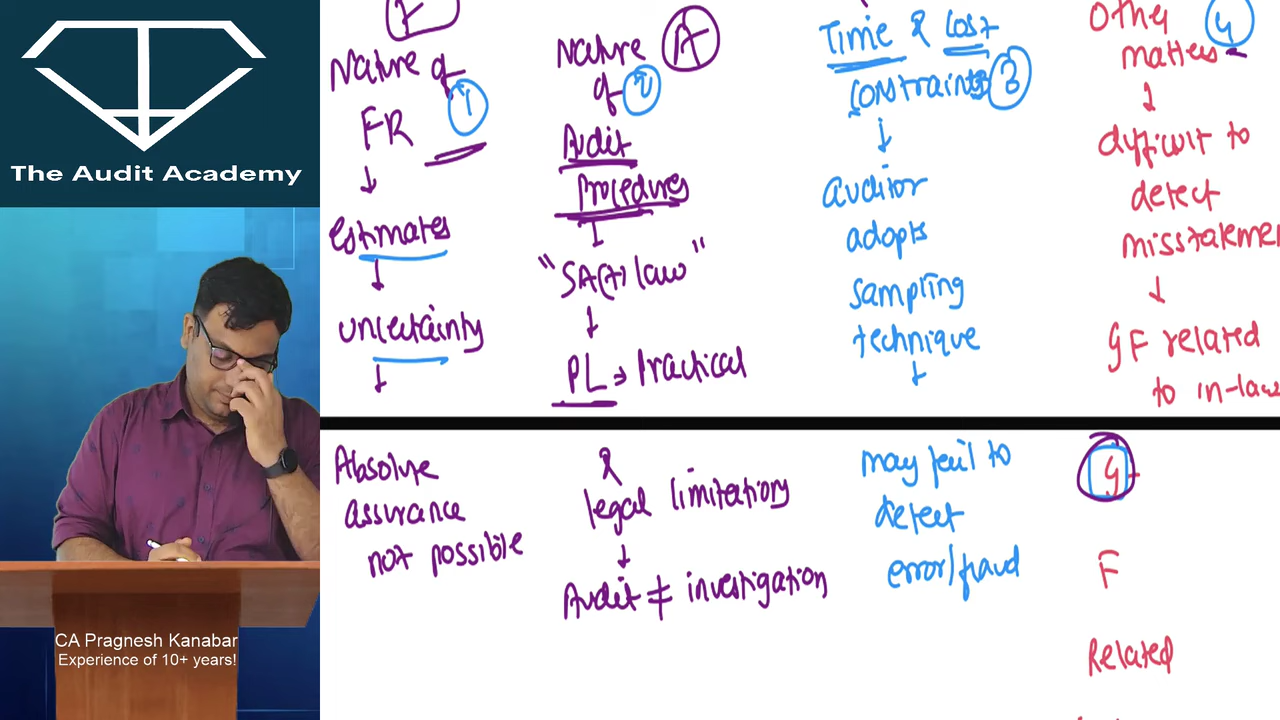 The Audit Academy
CA Pragnesh Kanabar
Experience of 10+ years!
F
Nature of
FR
1
↓
estimates
↓
uncertainty
↓
Absolute
assurance
not possible
Nature A
of 2
Audit
Procedures
↓
"SA(+) law"
↓
PL → Practical
&
legal limitation
↓
Audit ≠ investigation
Time & Cost
constraints 3
↓
auditor
adopts
sampling
technique
↓
may fail to
detect
error/fraud
Other 4
matters
↓
difficult to
detect
misstatemen
↓
GF related
to in-law
G
F
Related